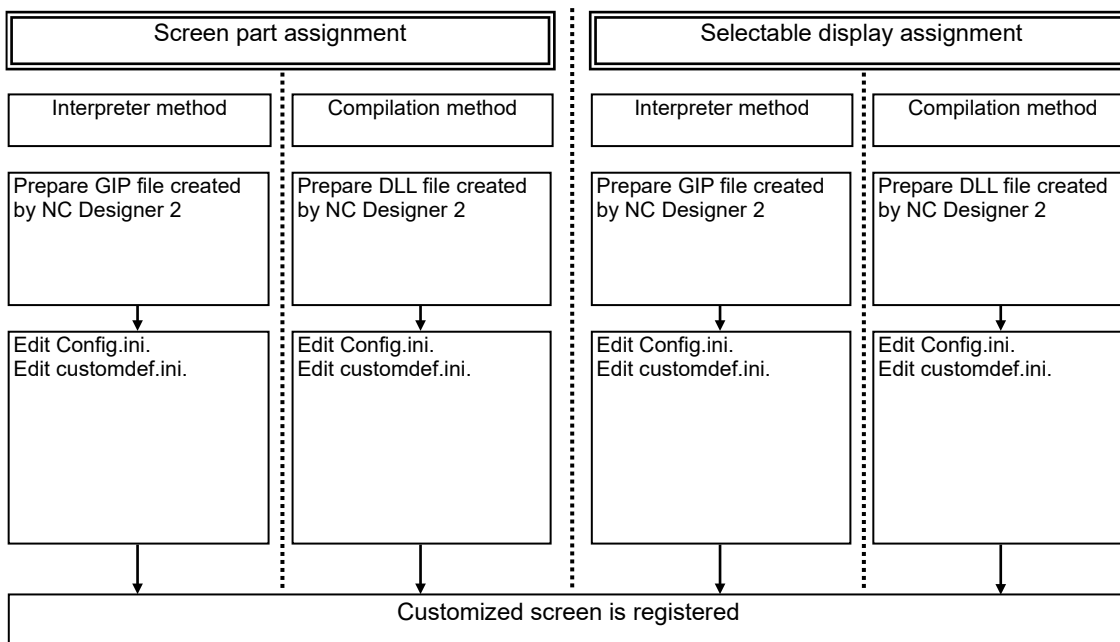 Screen part assignment
Selectable display assignment
Interpreter method
Compilation method
Interpreter method
Compilation method
Prepare GIP file created
by NC Designer 2
Prepare DLL file created
by NC Designer 2
Prepare GIP file created
by NC Designer 2
Prepare DLL file created
by NC Designer 2
Edit Config.ini.
Edit customdef.ini.
Edit Config.ini.
Edit customdef.ini.
Edit Config.ini.
Edit customdef.ini.
Edit Config.ini.
Edit customdef.ini.
Customized screen is registered